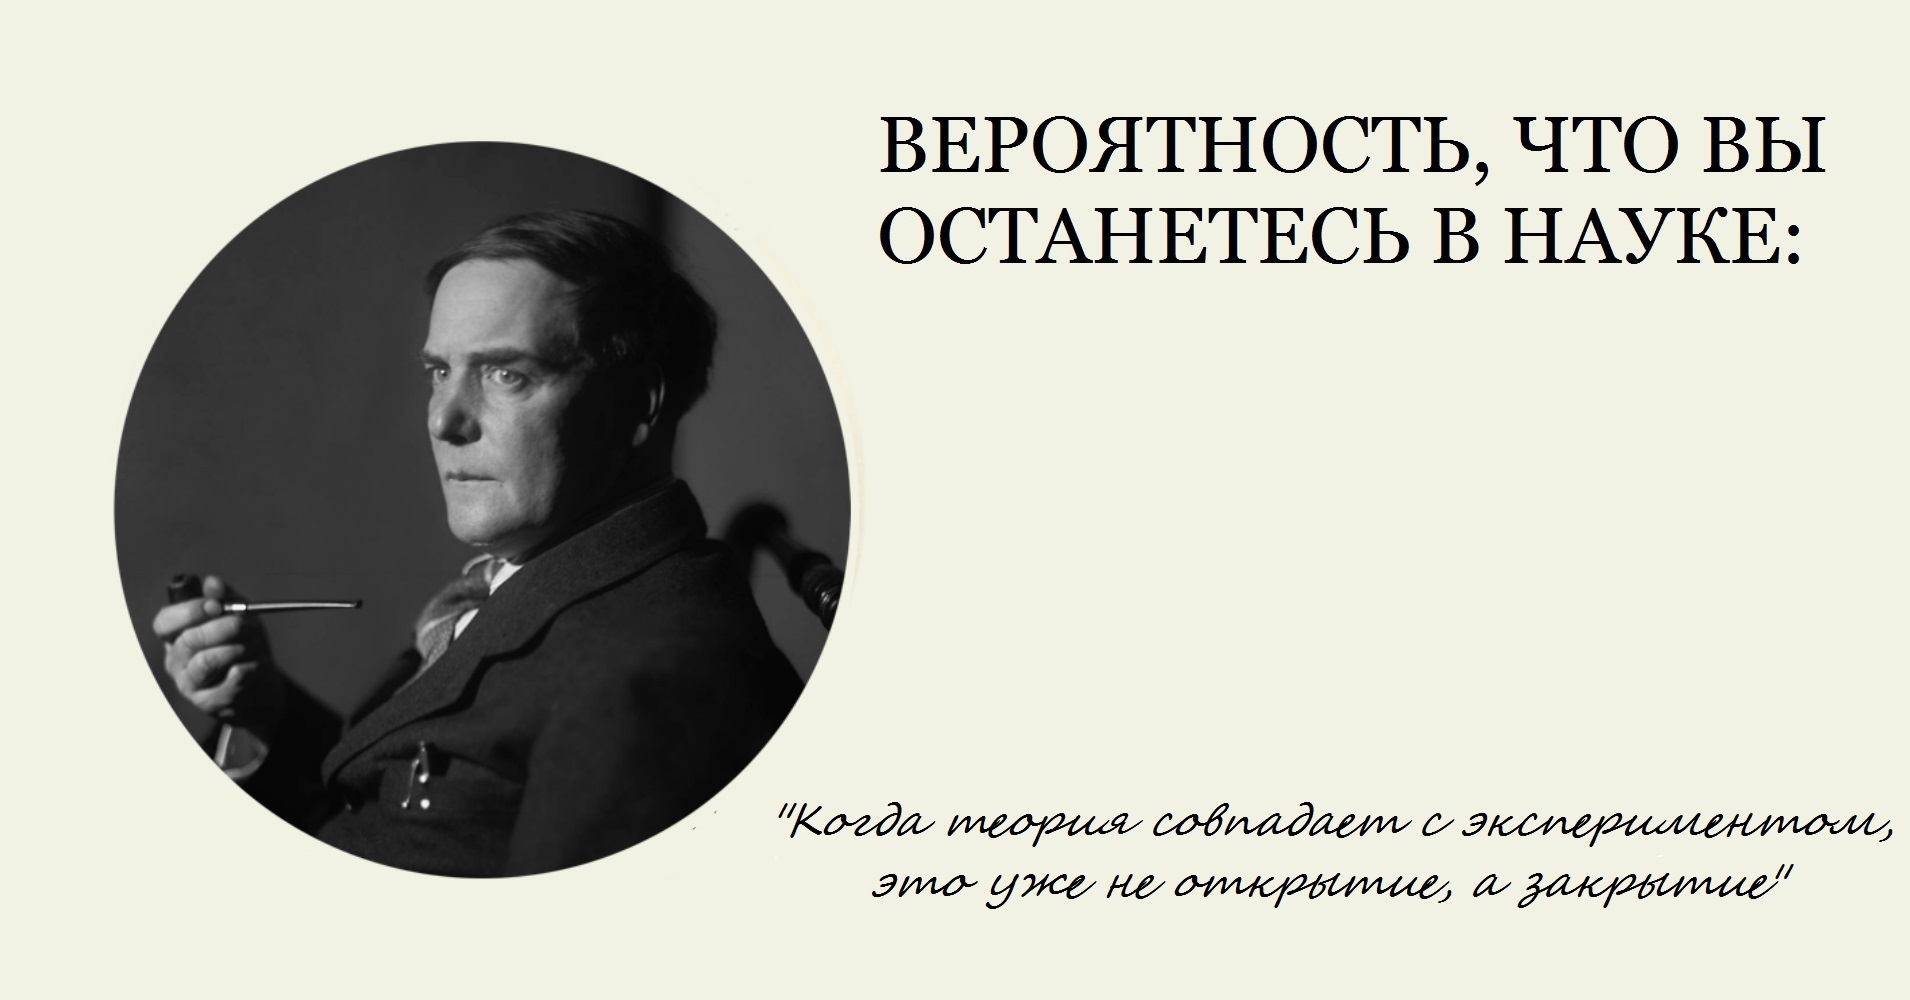 ВЕРОЯТНОСТЬ, ЧТО ВЫ
ОСТАНЕТЕСЬ В НАУКЕ:
"Когда теория совпадает с экспериментом,
это уже не открытие, а закрытие"